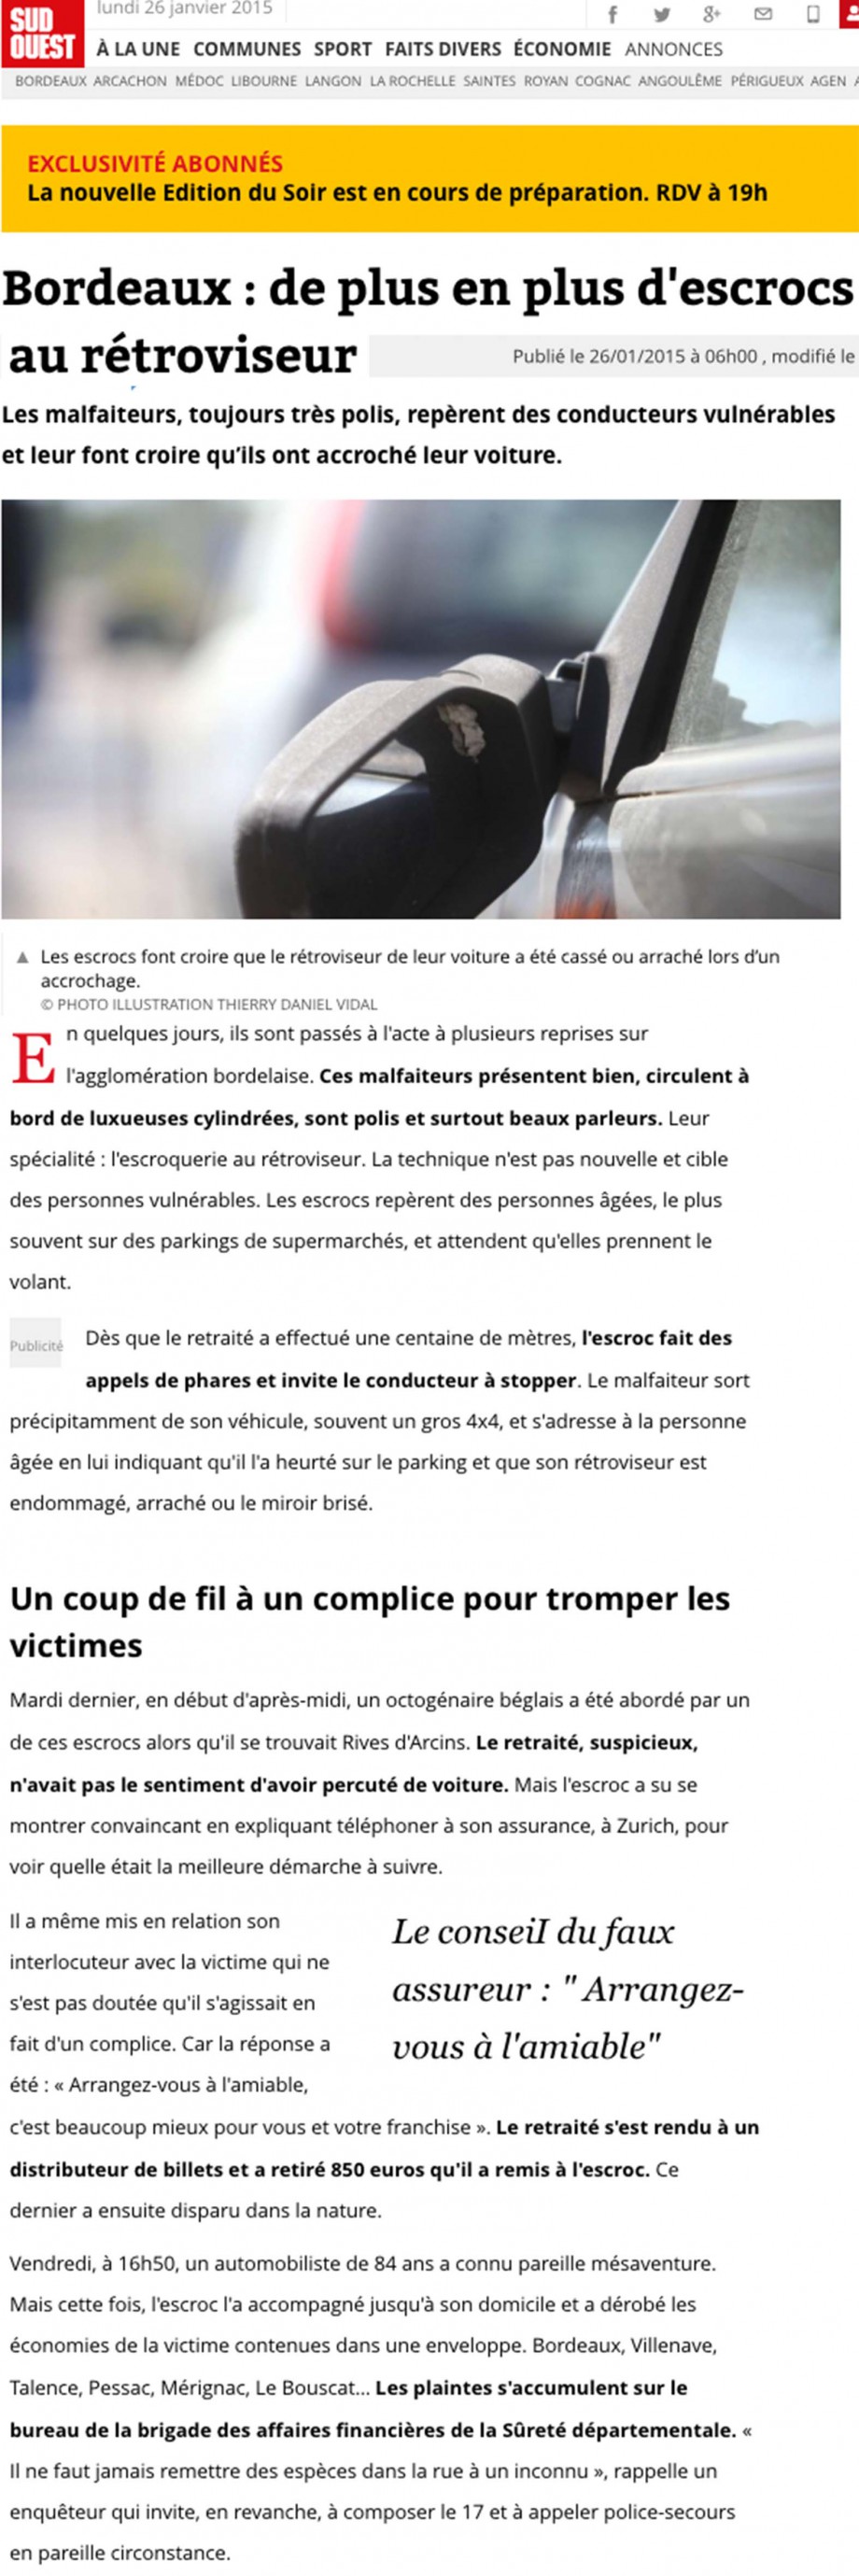 SUD
OUEST
lundi 26 janvier 2015
À LA UNE COMMUNES SPORT FAITS DIVERS ÉCONOMIE ANNONCES
BORDEAUX ARCACHON MÉDOC LIBOURNE LANGON LA ROCHELLE SAINTES ROYAN COGNAC ANGOULÊME PÉRIGUEUX AGEN
EXCLUSIVITÉ ABONNÉS
La nouvelle Edition du Soir est en cours de préparation. RDV à 19h
Bordeaux : de plus en plus d'escrocs
au rétroviseur
Publié le 26/01/2015 à 06h00 , modifié le
Les malfaiteurs, toujours très polis, repèrent des conducteurs vulnérables
et leur font croire qu'ils ont accroché leur voiture.
▲ Les escrocs font croire que le rétroviseur de leur voiture a été cassé ou arraché lors d'un
accrochage.
© PHOTO ILLUSTRATION THIERRY DANIEL VIDAL
En quelques jours, ils sont passés à l'acte à plusieurs reprises sur
l'agglomération bordelaise. Ces malfaiteurs présentent bien, circulent à
bord de luxueuses cylindrées, sont polis et surtout beaux parleurs. Leur
spécialité : l'escroquerie au rétroviseur. La technique n'est pas nouvelle et cible
des personnes vulnérables. Les escrocs repèrent des personnes âgées, le plus
souvent sur des parkings de supermarchés, et attendent qu'elles prennent le
volant.
Publicité
Dès que le retraité a effectué une centaine de mètres, l'escroc fait des
appels de phares et invite le conducteur à stopper. Le malfaiteur sort
précipitamment de son véhicule, souvent un gros 4x4, et s'adresse à la personne
âgée en lui indiquant qu'il l'a heurté sur le parking et que son rétroviseur est
endommagé, arraché ou le miroir brisé.
Un coup de fil à un complice pour tromper les
victimes
Mardi dernier, en début d'après-midi, un octogénaire béglais a été abordé par un
de ces escrocs alors qu'il se trouvait Rives d'Arcins. Le retraité, suspicieux,
n'avait pas le sentiment d'avoir percuté de voiture. Mais l'escroc a su se
montrer convaincant en expliquant téléphoner à son assurance, à Zurich, pour
voir quelle était la meilleure démarche à suivre.
Il a même mis en relation son
interlocuteur avec la victime qui ne
s'est pas doutée qu'il s'agissait en
fait d'un complice. Car la réponse a
été : « Arrangez-vous à l'amiable,
Le conseil du faux
assureur : " Arrangez-
vous à l'amiable"
c'est beaucoup mieux pour vous et votre franchise ». Le retraité s'est rendu à un
distributeur de billets et a retiré 850 euros qu'il a remis à l'escroc. Ce
dernier a ensuite disparu dans la nature.
Vendredi, à 16h50, un automobiliste de 84 ans a connu pareille mésaventure.
Mais cette fois, l'escroc l'a accompagné jusqu'à son domicile et a dérobé les
économies de la victime contenues dans une enveloppe. Bordeaux, Villenave,
Talence, Pessac, Mérignac, Le Bouscat... Les plaintes s'accumulent sur le
bureau de la brigade des affaires financières de la Sûreté départementale. «
Il ne faut jamais remettre des espèces dans la rue à un inconnu », rappelle un
enquêteur qui invite, en revanche, à composer le 17 et à appeler police-secours
en pareille circonstance.